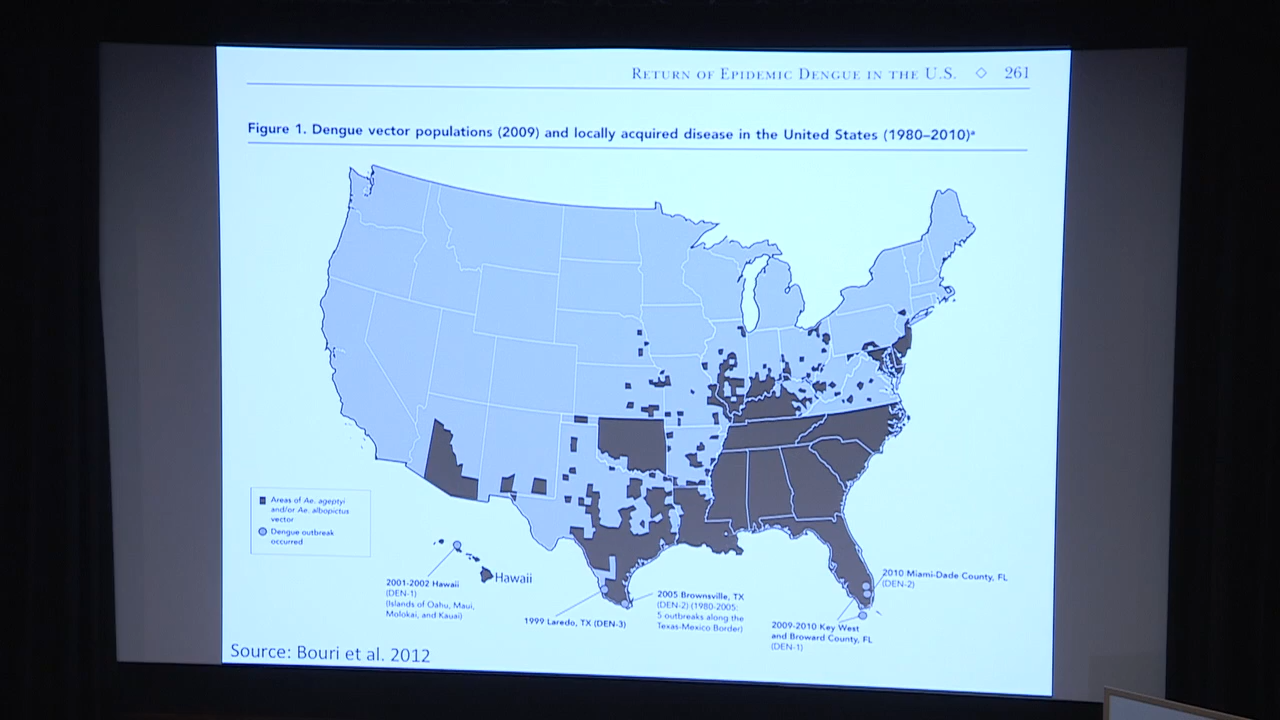 RETURN OF EPIDEMIC DENGUE IN THE U.S. ◇ 261
Figure 1. Dengue vector populations (2009) and locally acquired disease in the United States (1980–2010)ᵃ
Areas of Ae. ageptyi
and/or Ae. albopictus
vector
Dengue outbreak
occurred
Hawaii
2001-2002 Hawaii
(DEN-1)
(Islands of Oahu, Maui,
Molokai, and Kauai)
1999 Laredo, TX (DEN-3)
2005 Brownsville, TX
(DEN-2) (1980-2005:
5 outbreaks along the
Texas-Mexico Border)
2010 Miami-Dade County, FL
(DEN-2)
2009-2010 Key West
and Broward County, FL
(DEN-1)
Source: Bouri et al. 2012